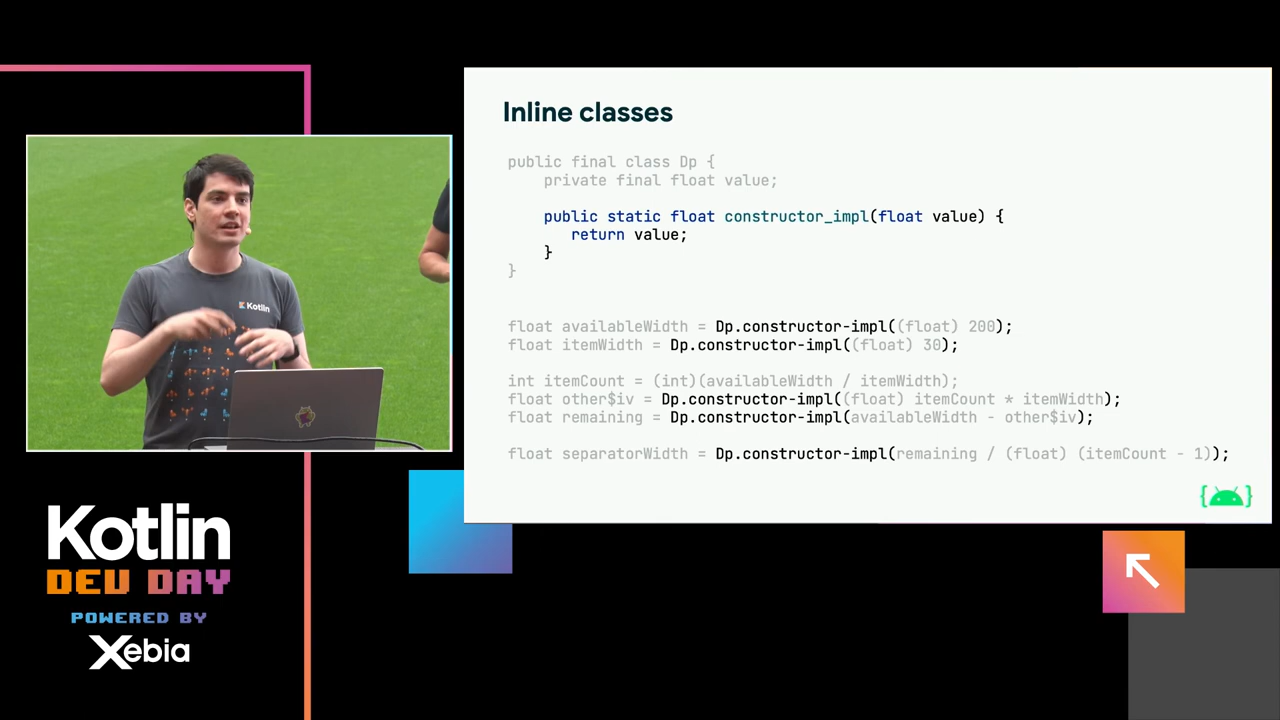 Inline classes
public final class Dp {
private final float value;
public static float constructor_impl(float value) {
return value;
}
}
float availableWidth = Dp.constructor-impl((float) 200);
float itemWidth = Dp.constructor-impl((float) 30);
int itemCount = (int)(availableWidth / itemWidth);
float other$iv = Dp.constructor-impl((float) itemCount * itemWidth);
float remaining = Dp.constructor-impl(availableWidth - other$iv);
float separatorWidth = Dp.constructor-impl(remaining / (float) (itemCount - 1));
Kotlin
Kotlin
DEV DAY
POWERED BY
Xebia